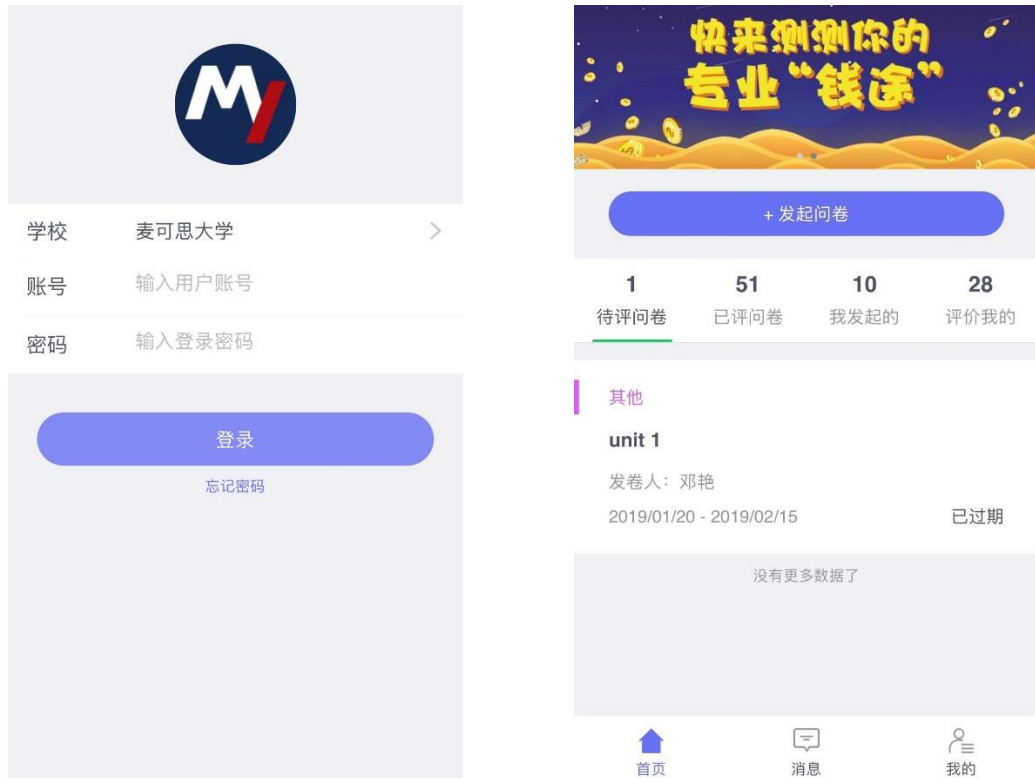 M/
学校 麦可思大学
账号 输入用户账号
密码 输入登录密码
登录
忘记密码
快来测测你的
专业“钱途”
+ 发起问卷
1 51 10 28
待评问卷 已评问卷 我发起的 评价我的
其他
unit 1
发卷人：邓艳
2019/01/20 - 2019/02/15 已过期
没有更多数据了
首页 消息 我的